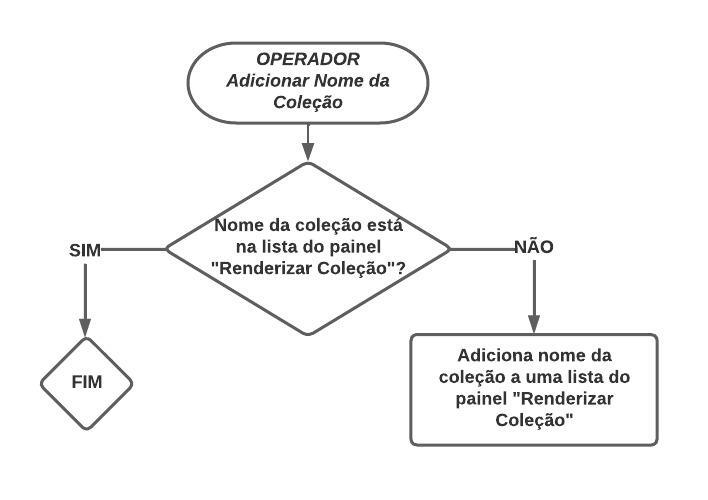 OPERADOR
Adicionar Nome da
Coleção
Nome da coleção está
na lista do painel
"Renderizar Coleção"?
SIM
NÃO
FIM
Adiciona nome da
coleção a uma lista do
painel "Renderizar
Coleção"